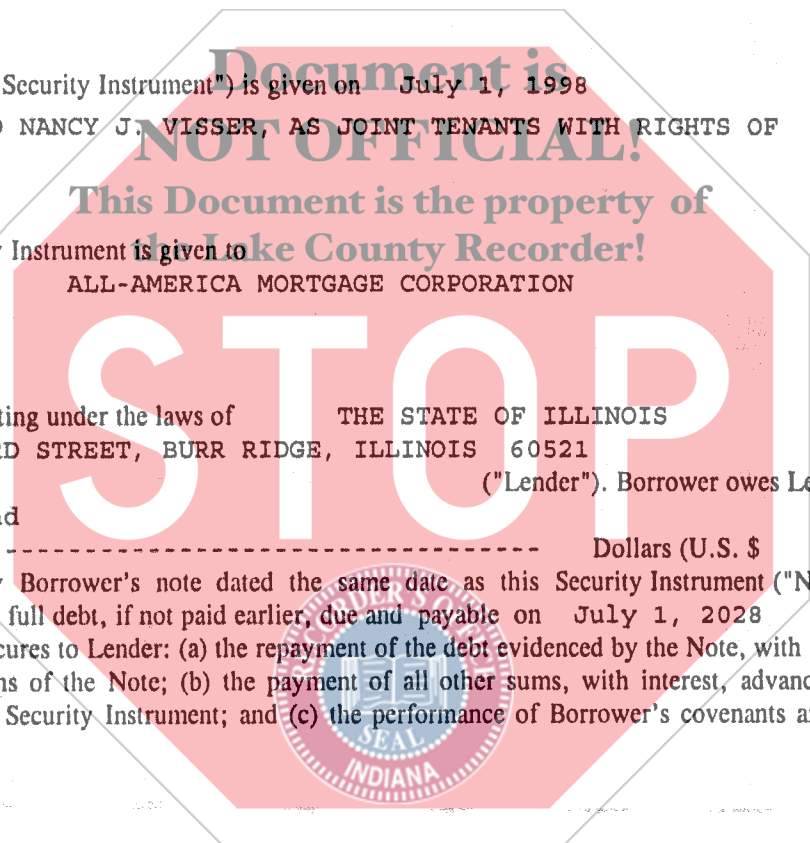 Document is
Security Instrument") is given on July 1, 1998
NANCY J. VISSER, AS JOINT TENANTS WITH RIGHTS OF
NOT OFFICIAL!
This Document is the property of
Instrument is given to
the Lake County Recorder!
ALL-AMERICA MORTGAGE CORPORATION
STOP
ting under the laws of THE STATE OF ILLINOIS
RD STREET, BURR RIDGE, ILLINOIS 60521
("Lender"). Borrower owes Le
d
----------------------------------- Dollars (U.S. $
Borrower's note dated the same date as this Security Instrument ("N
full debt, if not paid earlier, due and payable on July 1, 2028
cures to Lender: (a) the repayment of the debt evidenced by the Note, with
ns of the Note; (b) the payment of all other sums, with interest, advanc
Security Instrument; and (c) the performance of Borrower's covenants a
RECORDER'S OFFICE
SEAL
INDIANA